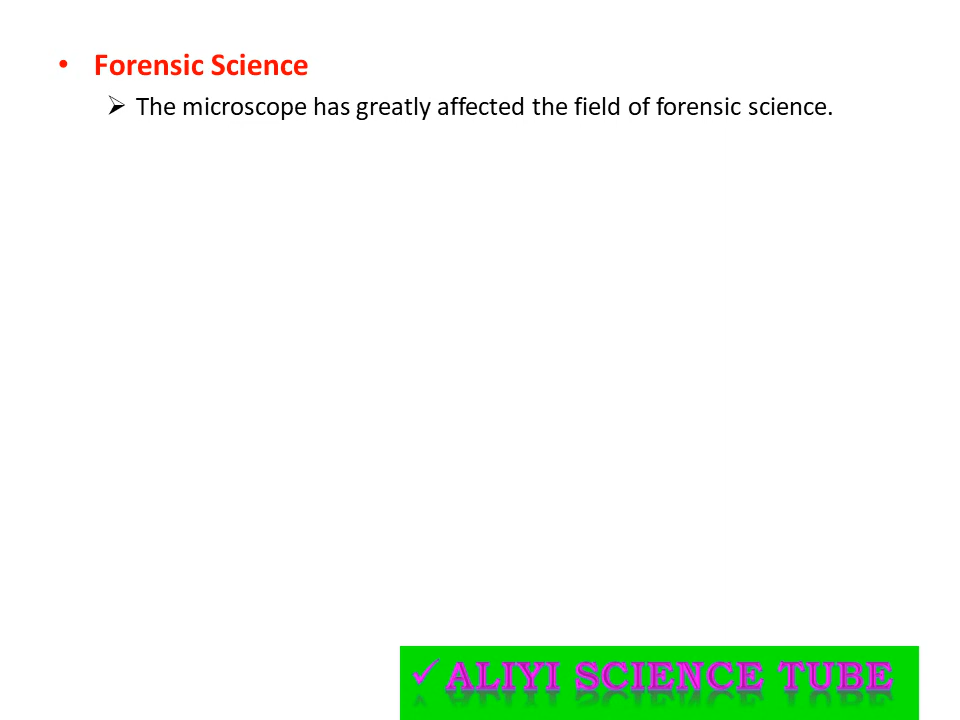 • Forensic Science
➢ The microscope has greatly affected the field of forensic science.
✓ALIYI SCIENCE TUBE